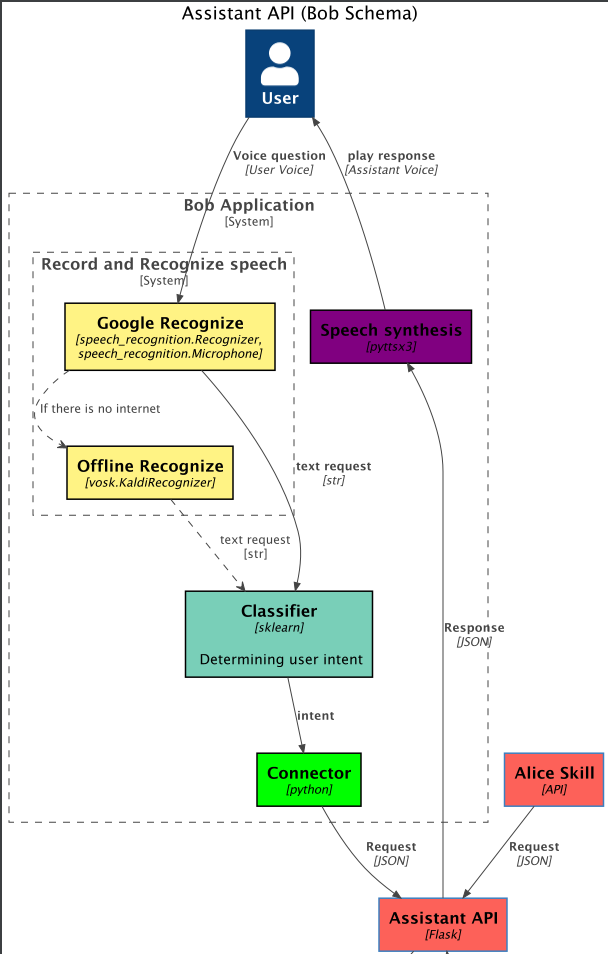 Assistant API (Bob Schema)
User
Voice question
[User Voice]
play response
[Assistant Voice]
Bob Application
[System]
Record and Recognize speech
[System]
Google Recognize
[speech_recognition.Recognizer,
speech_recognition.Microphone]
Speech synthesis
[pyttsx3]
If there is no internet
Offline Recognize
[vosk.KaldiRecognizer]
text request
[str]
text request
[str]
Classifier
[sklearn]
Determining user intent
Response
[JSON]
intent
Connector
[python]
Alice Skill
[API]
Request
[JSON]
Request
[JSON]
Assistant API
[Flask]